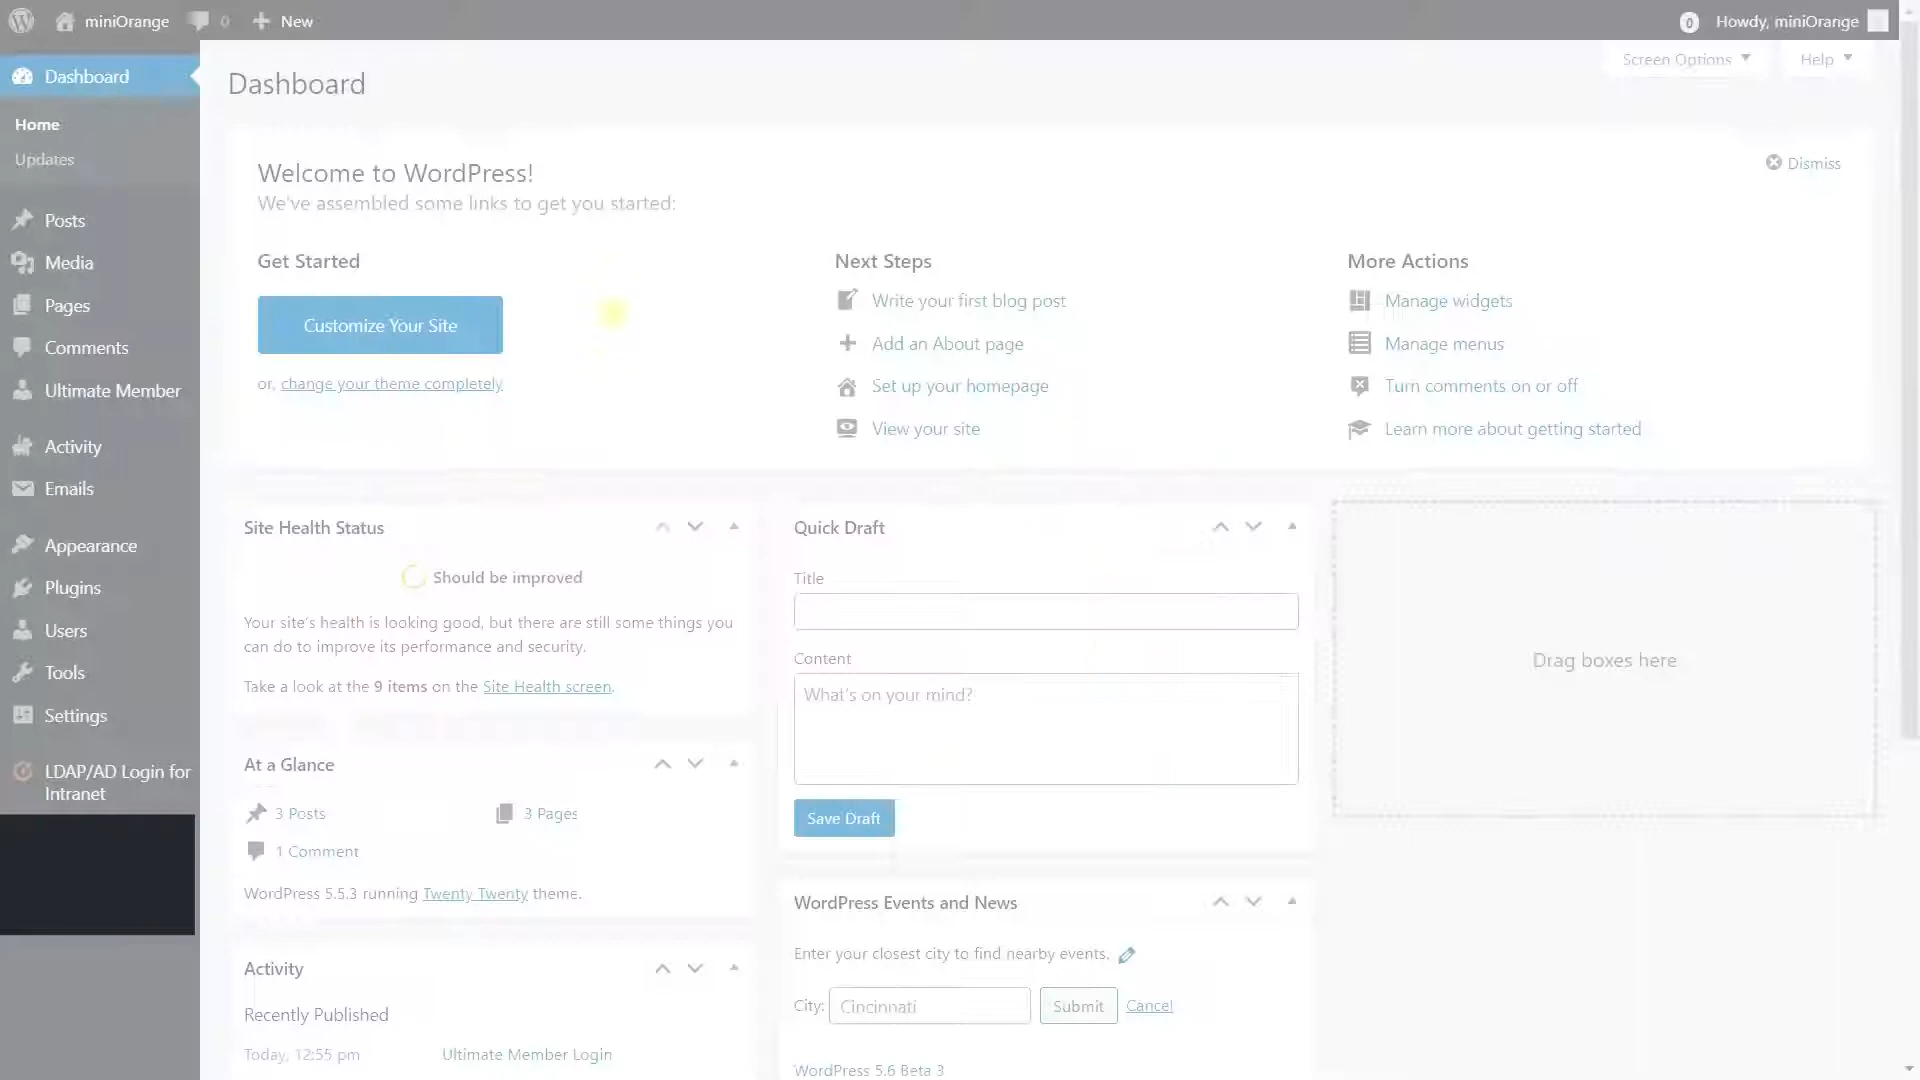 miniOrange
0
New
0
Howdy, miniOrange
Dashboard
Home
Updates
Posts
Media
Pages
Comments
Ultimate Member
Activity
Emails
Appearance
Plugins
Users
Tools
Settings
LDAP/AD Login for
Intranet
Screen Options
Help
Dashboard
Welcome to WordPress!
We've assembled some links to get you started:
Dismiss
Get Started
Customize Your Site
or, change your theme completely
Next Steps
Write your first blog post
Add an About page
Set up your homepage
View your site
More Actions
Manage widgets
Manage menus
Turn comments on or off
Learn more about getting started
Site Health Status
Should be improved
Your site's health is looking good, but there are still some things you
can do to improve its performance and security.
Take a look at the 9 items on the Site Health screen.
At a Glance
3 Posts
3 Pages
1 Comment
WordPress 5.5.3 running Twenty Twenty theme.
Activity
Recently Published
Today, 12:55 pm
Ultimate Member Login
Quick Draft
Title
Content
What's on your mind?
Save Draft
WordPress Events and News
Enter your closest city to find nearby events.
City:
Cincinnati
Submit
Cancel
WordPress 5.6 Beta 3
Drag boxes here